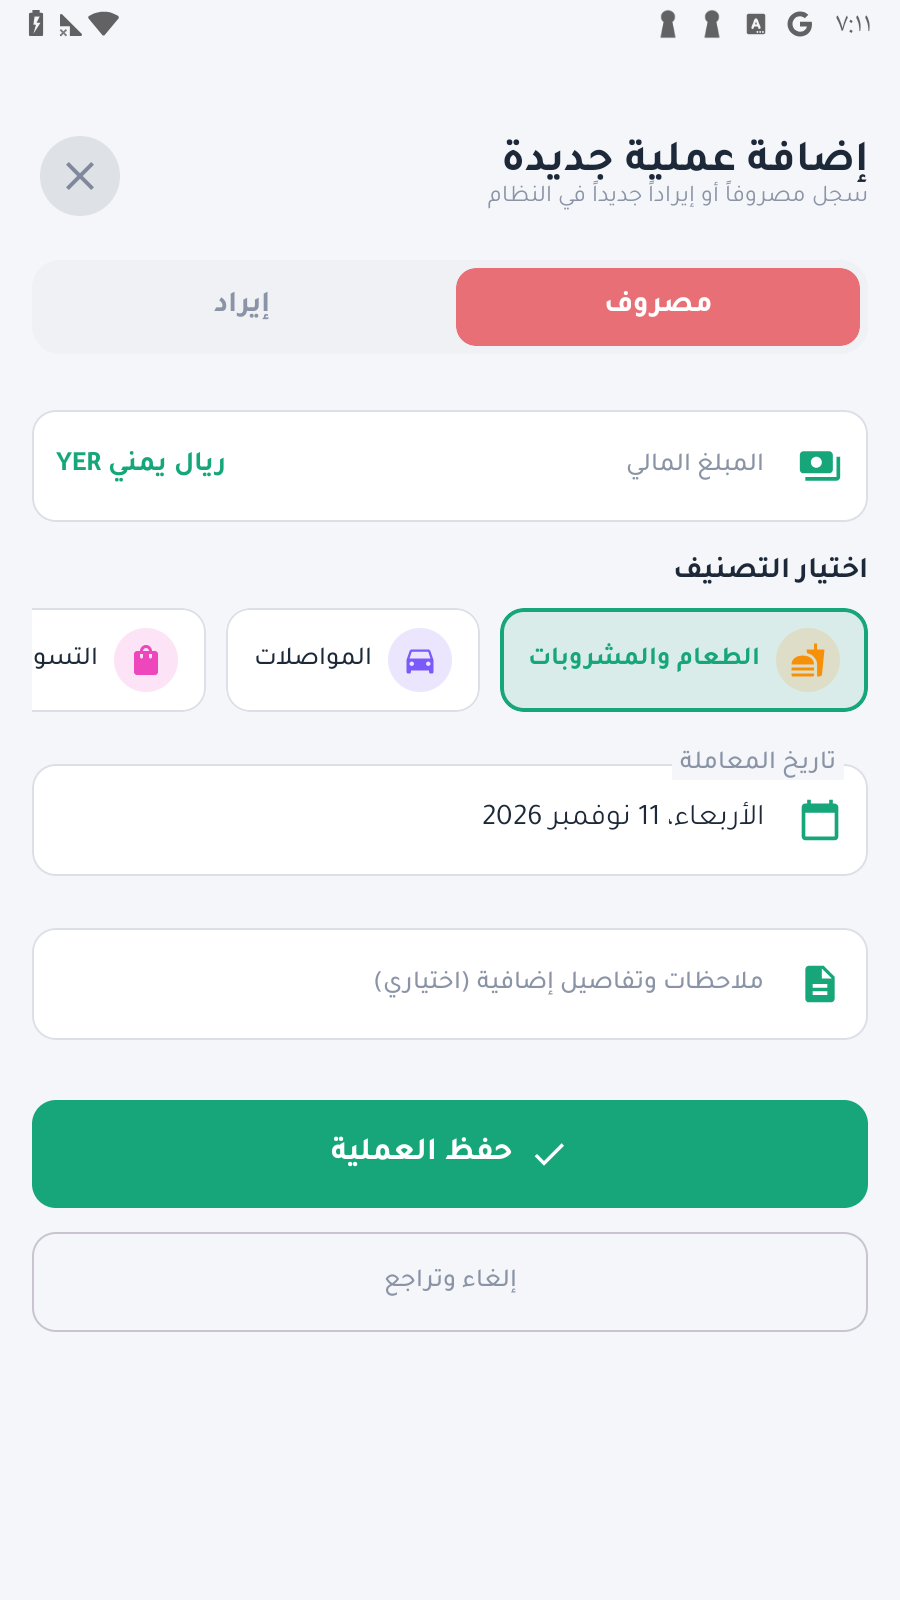 ٧:١١
إضافة عملية جديدة
سجل مصروفاً أو إيراداً جديداً في النظام
مصروف
إيراد
المبلغ المالي
ريال يمني YER
اختيار التصنيف
الطعام والمشروبات
المواصلات
التسو
تاريخ المعاملة
الأربعاء، 11 نوفمبر 2026
ملاحظات وتفاصيل إضافية (اختياري)
حفظ العملية
إلغاء وتراجع